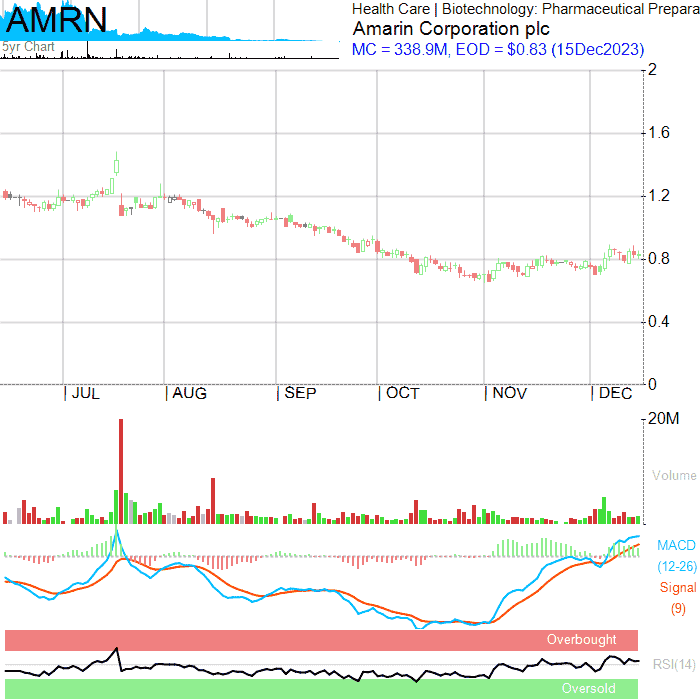 AMRN
5yr Chart
Health Care | Biotechnology: Pharmaceutical Prepara
Amarin Corporation plc
MC = 338.9M, EOD = $0.83 (15Dec2023)
2
1.6
1.2
0.8
0.4
0
JUL AUG SEP OCT NOV DEC
20M
Volume
MACD
(12-26)
Signal
(9)
Overbought
RSI(14)
Oversold